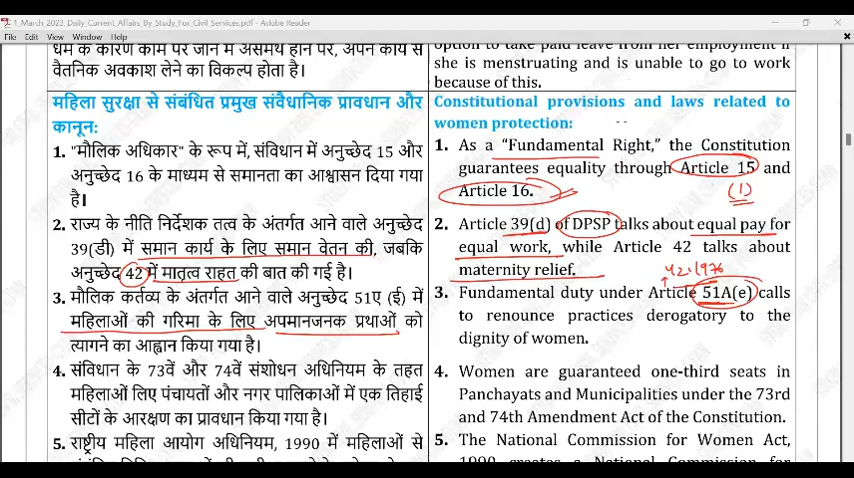 1_March_2023_Daily_Current_Affairs_By_Study_For_Civil_Services.pdf - Adobe Reader
File Edit View Window Help
धर्म के कारण काम पर जाने में असमर्थ होने पर, अपने कार्य से
वैतनिक अवकाश लेने का विकल्प होता है।
महिला सुरक्षा से संबंधित प्रमुख संवैधानिक प्रावधान और
कानून:
1. "मौलिक अधिकार" के रूप में, संविधान में अनुच्छेद 15 और
अनुच्छेद 16 के माध्यम से समानता का आश्वासन दिया गया
है।
2. राज्य के नीति निर्देशक तत्व के अंतर्गत आने वाले अनुच्छेद
39(डी) में समान कार्य के लिए समान वेतन की, जबकि
अनुच्छेद 42 में मातृत्व राहत की बात की गई है।
3. मौलिक कर्तव्य के अंतर्गत आने वाले अनुच्छेद 51ए (ई) में
महिलाओं की गरिमा के लिए अपमानजनक प्रथाओं को
त्यागने का आह्वान किया गया है।
4. संविधान के 73वें और 74वें संशोधन अधिनियम के तहत
महिलाओं लिए पंचायतों और नगर पालिकाओं में एक तिहाई
सीटों के आरक्षण का प्रावधान किया गया है।
5. राष्ट्रीय महिला आयोग अधिनियम, 1990 में महिलाओं से
option to take paid leave from her employment if
she is menstruating and is unable to go to work
because of this.
Constitutional provisions and laws related to
women protection:
1. As a “Fundamental Right,” the Constitution
guarantees equality through Article 15 and
Article 16.
(1)
2. Article 39(d) of DPSP talks about equal pay for
equal work, while Article 42 talks about
maternity relief.
42, 1976
3. Fundamental duty under Article 51A(e) calls
to renounce practices derogatory to the
dignity of women.
4. Women are guaranteed one-third seats in
Panchayats and Municipalities under the 73rd
and 74th Amendment Act of the Constitution.
5. The National Commission for Women Act,
1990 creates a National Commission for